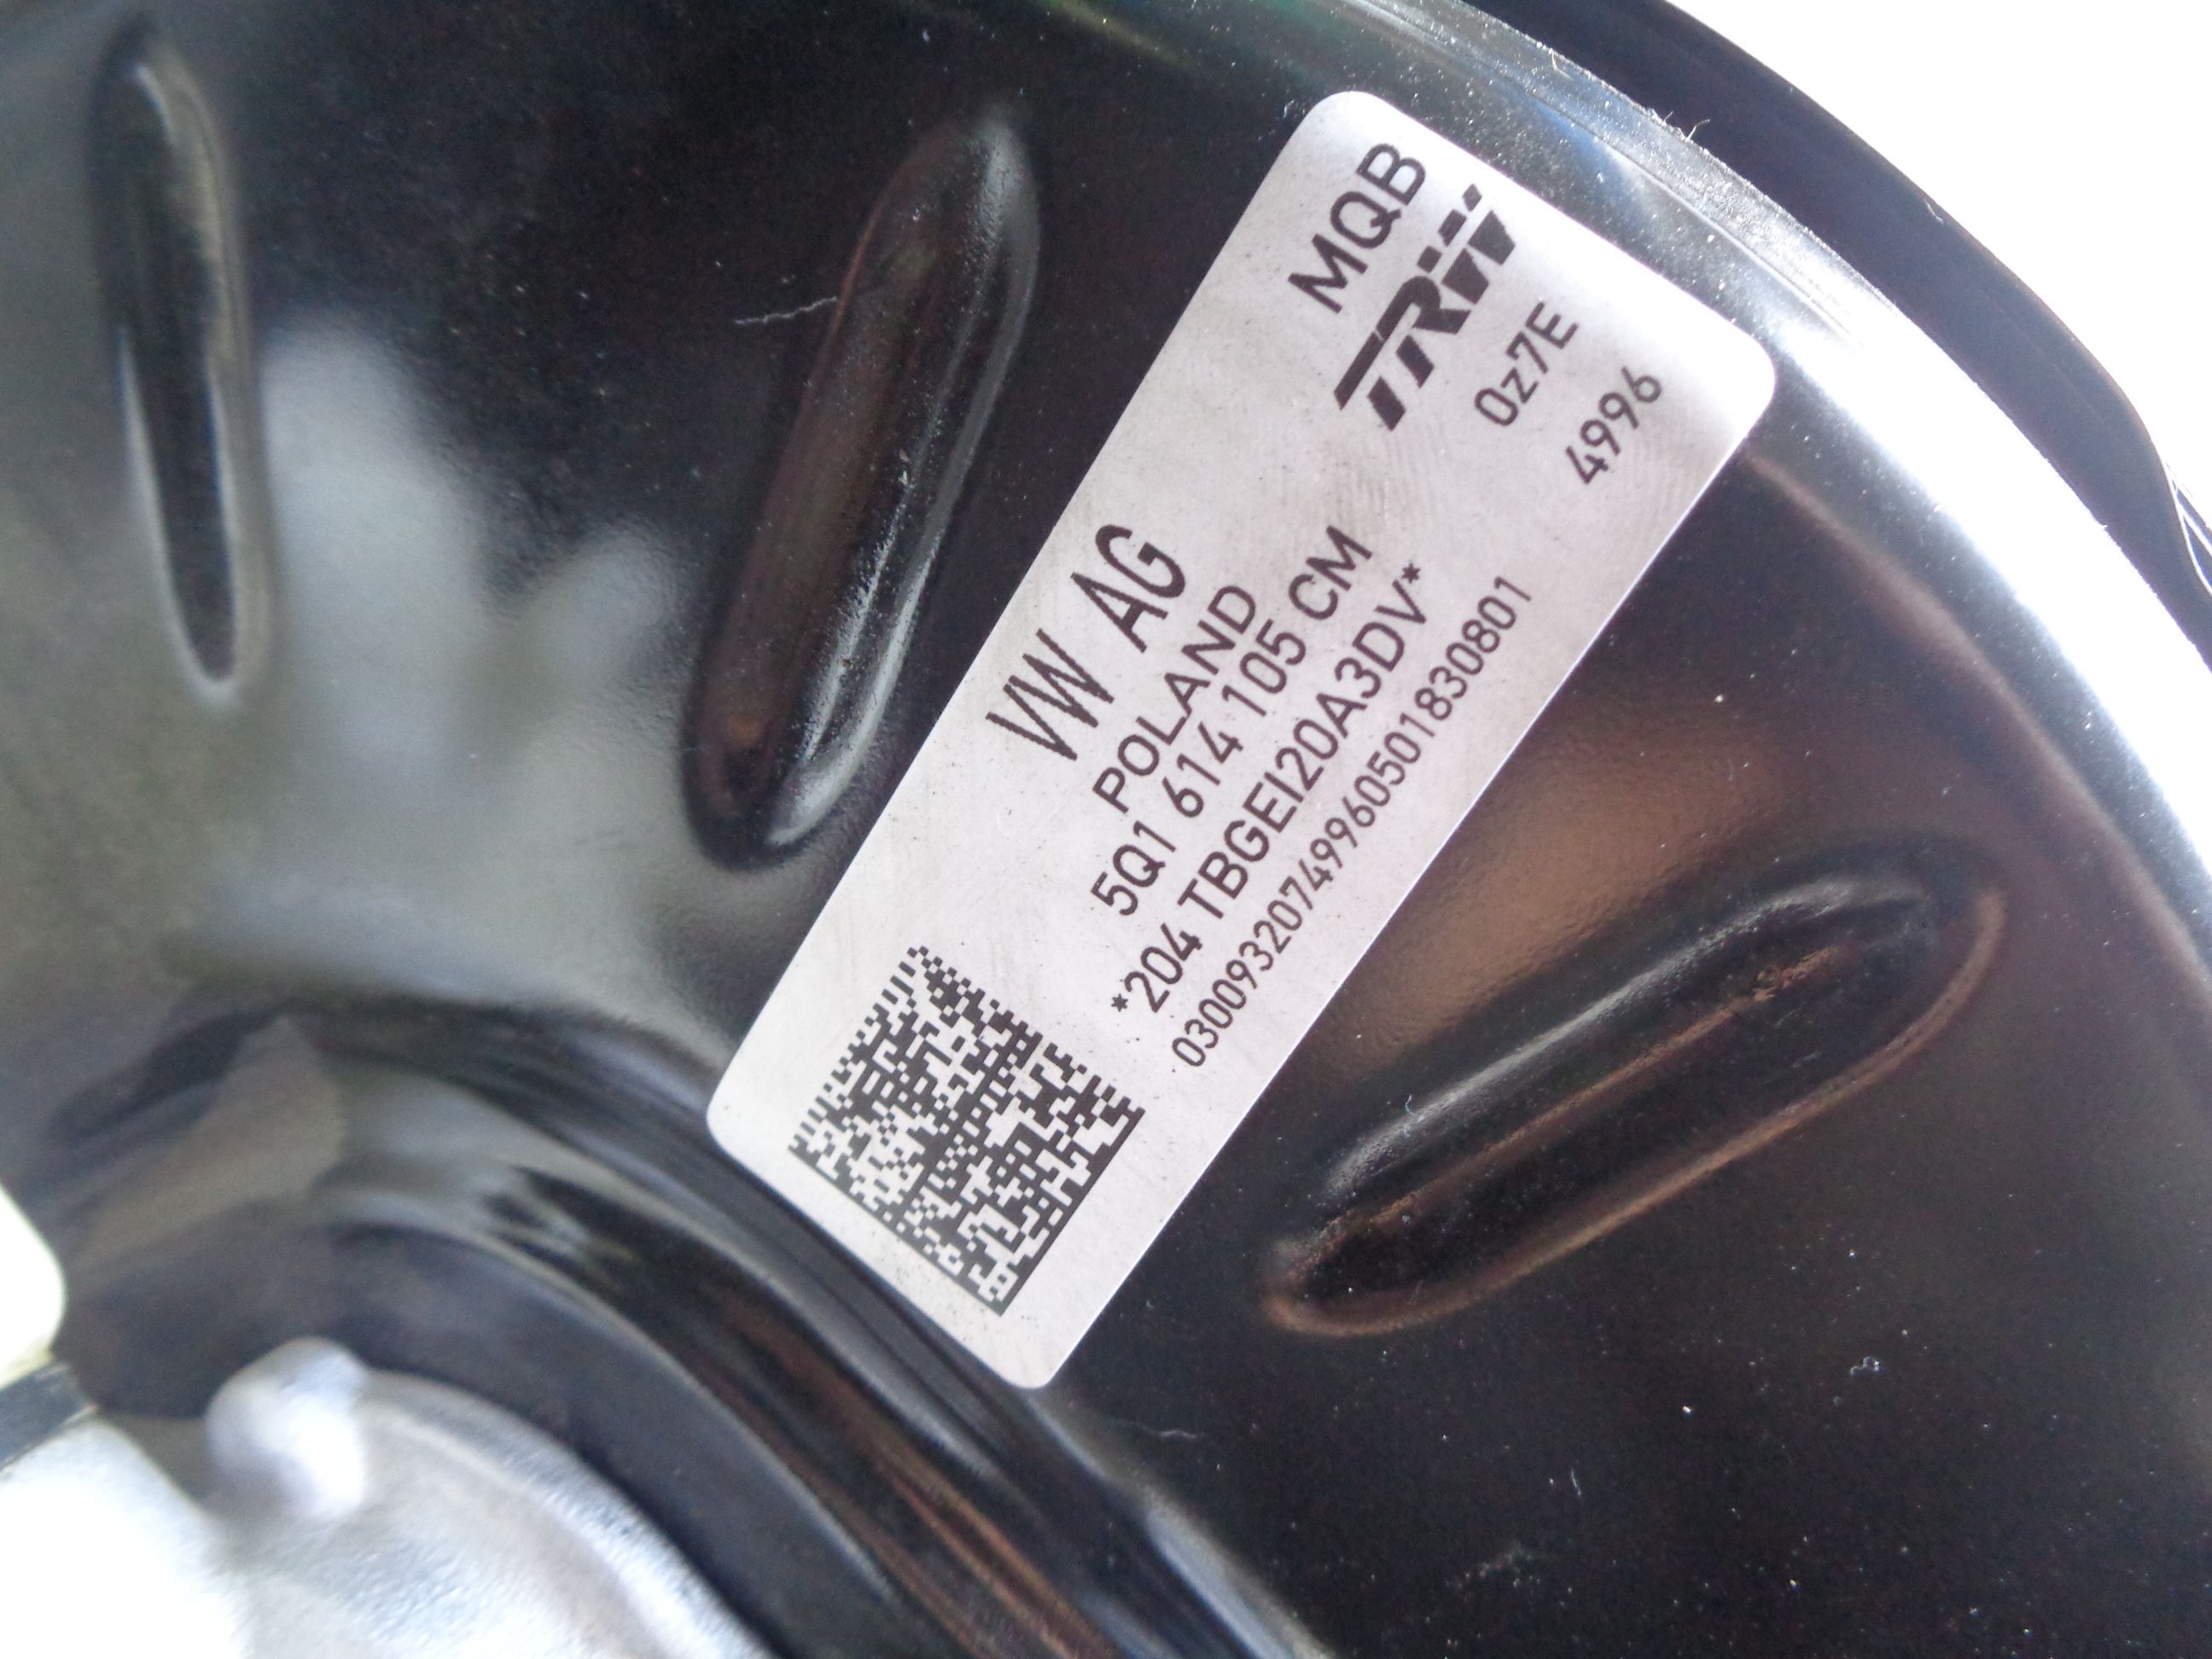 MQB
TRW
VW AG
POLAND
0z7E
5Q1 614 105 CM
4996
*204 TBGEI20A3DV*
03009320749960501830801